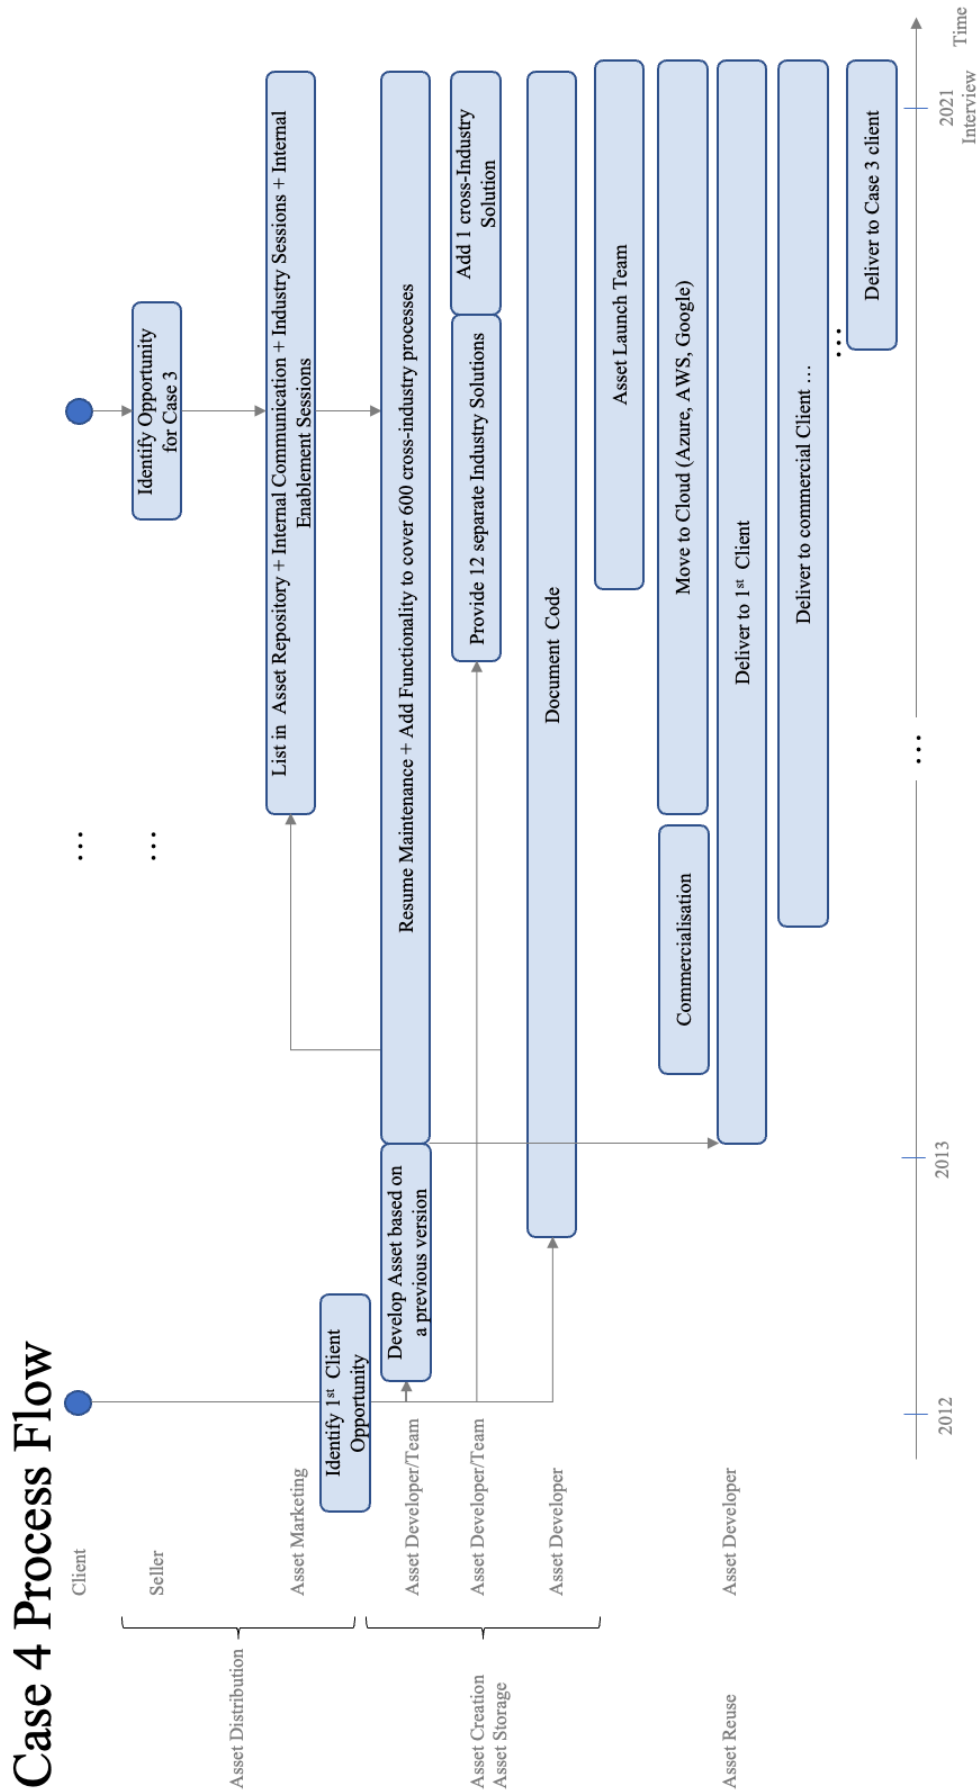 Case 4 Process Flow
Client
Seller
Asset Distribution
Asset Marketing
Asset Developer/Team
Asset Creation
Asset Storage
Asset Developer/Team
Asset Developer
Asset Reuse
Asset Developer
...
...
Identify Opportunity
for Case 3
List in Asset Repository + Internal Communication + Industry Sessions + Internal
Enablement Sessions
Identify 1st Client
Opportunity
Develop Asset based on
a previous version
Resume Maintenance + Add Functionality to cover 600 cross-industry processes
Provide 12 separate Industry Solutions
Add 1 cross-Industry
Solution
Document Code
Asset Launch Team
Commercialisation
Move to Cloud (Azure, AWS, Google)
Deliver to 1st Client
Deliver to commercial Client ...
...
Deliver to Case 3 client
2012
2013
...
2021
Interview
Time